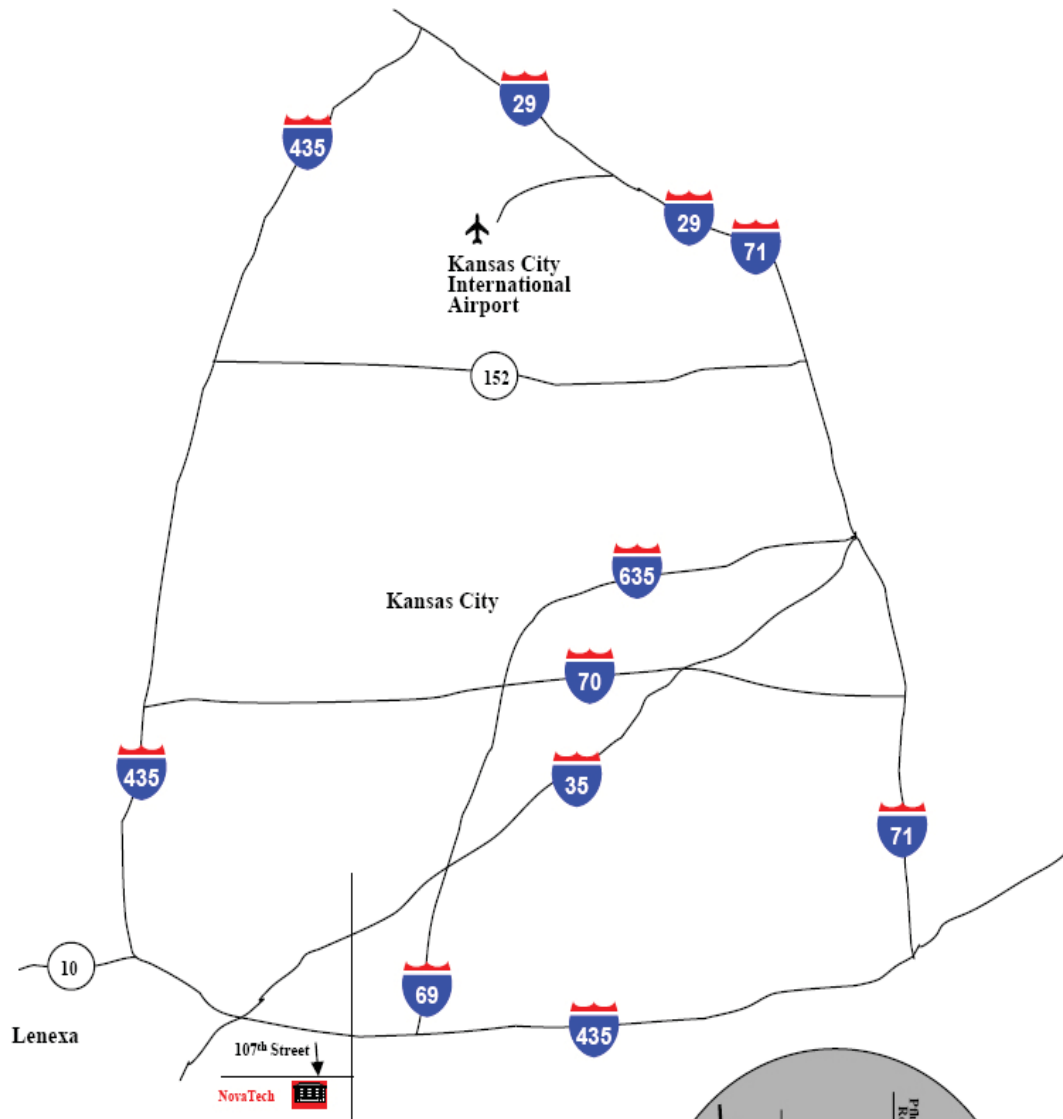 29
435
29
71
Kansas City
International
Airport
152
635
Kansas City
70
435
35
71
10
69
435
Lenexa
107th Street
NovaTech